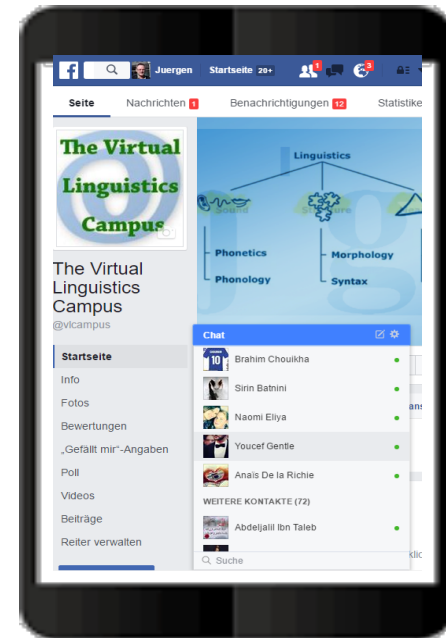 Juergen Startseite 20+ 1 3
Seite Nachrichten 1 Benachrichtigungen 12 Statistike
The Virtual
Linguistics
Campus
Linguistics
Sound
Phonetics
Phonology
Morphology
Syntax
The Virtual
Linguistics
Campus
@vlcampus
Startseite
Info
Fotos
Bewertungen
„Gefällt mir“-Angaben
Poll
Videos
Beiträge
Reiter verwalten
Chat
10
Brahim Chouikha
Sirin Batnini
Naomi Eliya
Youcef Gentle
Anaïs De la Richie
WEITERE KONTAKTE (72)
Abdeljalil Ibn Taleb
Suche